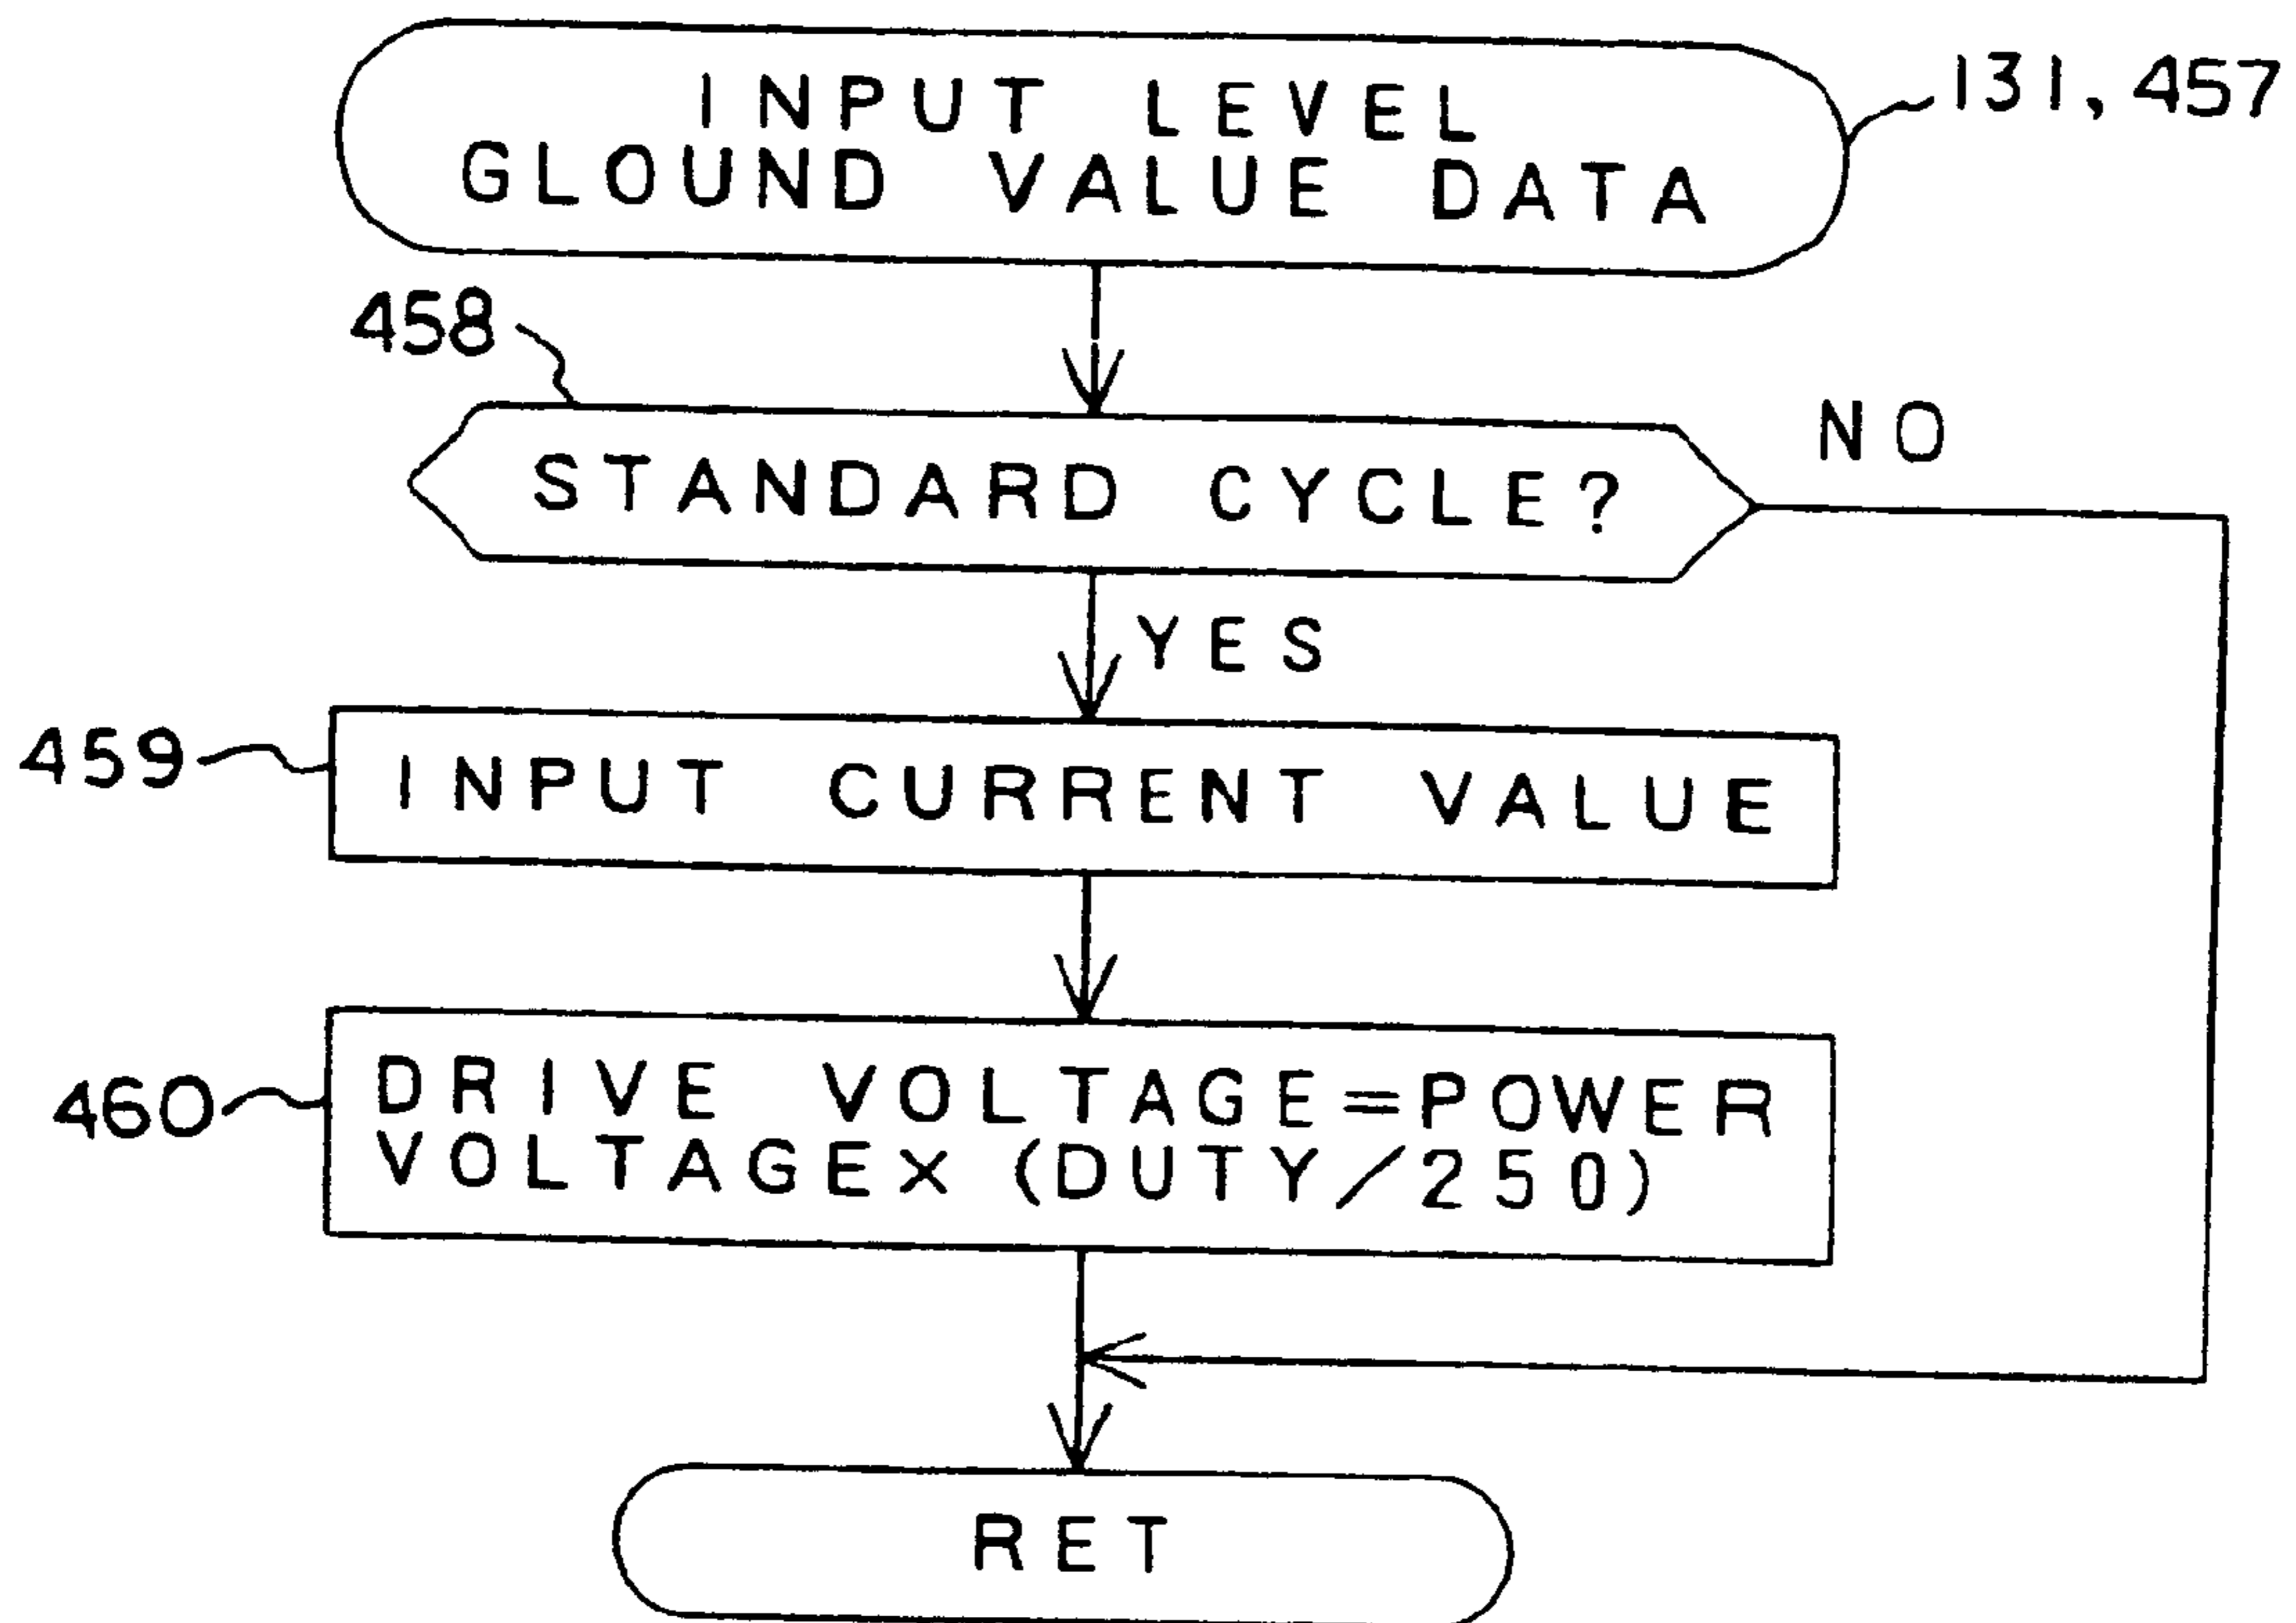 INPUT LEVEL
GLOUND VALUE DATA
131, 457
458
STANDARD CYCLE?
NO
YES
459
INPUT CURRENT VALUE
460
DRIVE VOLTAGE=POWER
VOLTAGEX (DUTY/250)
RET